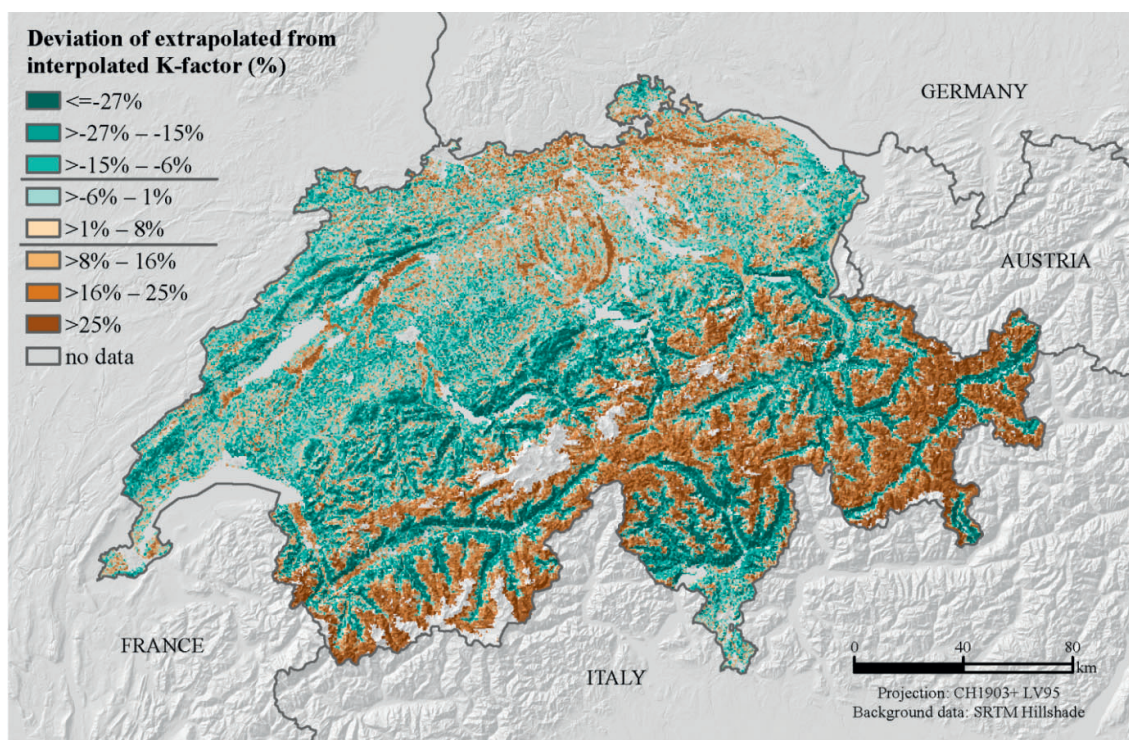 Deviation of extrapolated from
interpolated K-factor (%)
<=-27%
>-27% – -15%
>-15% – -6%
>-6% – 1%
>1% – 8%
>8% – 16%
>16% – 25%
>25%
no data
GERMANY
AUSTRIA
FRANCE
ITALY
0 40 80
km
Projection: CH1903+ LV95
Background data: SRTM Hillshade